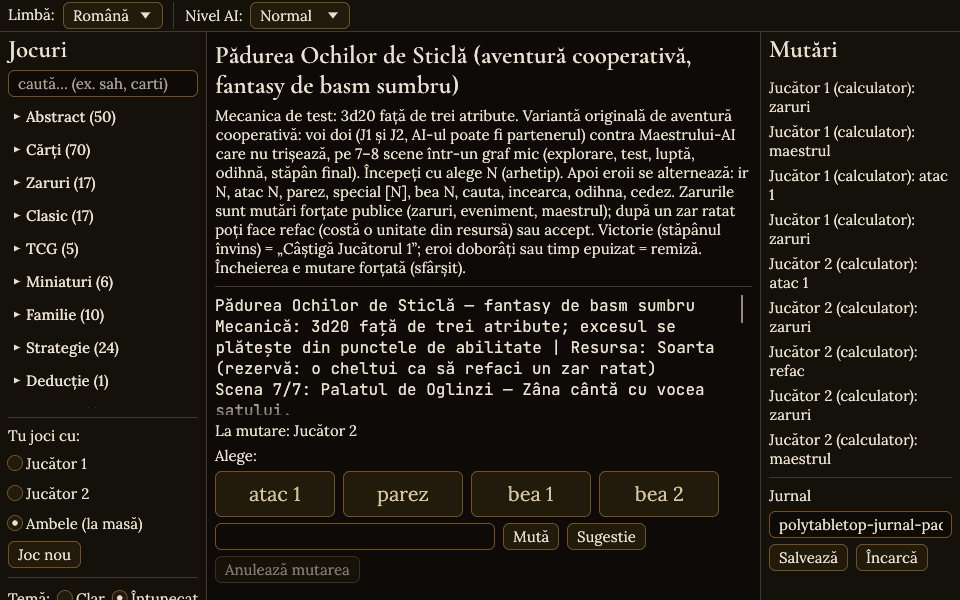 Limbă:
Română
Nivel AI:
Normal
Jocuri
caută... (ex. sah, carti)
Abstract (50)
Cărți (70)
Zaruri (17)
Clasic (17)
TCG (5)
Miniaturi (6)
Familie (10)
Strategie (24)
Deducție (1)
Tu joci cu:
Jucător 1
Jucător 2
Ambele (la masă)
Joc nou
Temă:
Clar
Întunecat
Pădurea Ochilor de Sticlă (aventură cooperativă,
fantasy de basm sumbru)
Mecanica de test: 3d20 față de trei atribute. Variantă originală de aventură
cooperativă: voi doi (J1 și J2, AI-ul poate fi partenerul) contra Maestrului-AI
care nu trișează, pe 7–8 scene într-un graf mic (explorare, test, luptă,
odihnă, stăpân final). Începeți cu alege N (arhetip). Apoi eroii se alternează: ir
N, atac N, parez, special [N], bea N, cauta, incearca, odihna, cedez. Zarurile
sunt mutări forțate publice (zaruri, eveniment, maestrul); după un zar ratat
poți face refac (costă o unitate din resursă) sau accept. Victorie (stăpânul
învins) = „Câștigă Jucătorul 1”; eroi doborâți sau timp epuizat = remiză.
Încheierea e mutare forțată (sfârșit).
Pădurea Ochilor de Sticlă — fantasy de basm sumbru
Mecanică: 3d20 față de trei atribute; excesul se
plătește din punctele de abilitate | Resursa: Soarta
(rezervă: o cheltui ca să refaci un zar ratat)
Scena 7/7: Palatul de Oglinzi — Zâna cântă cu vocea
satului.
La mutare: Jucător 2
Alege:
atac 1
parez
bea 1
bea 2
Mută
Sugestie
Anulează mutarea
Mutări
Jucător 1 (calculator):
zaruri
Jucător 1 (calculator):
maestrul
Jucător 1 (calculator): atac
1
Jucător 1 (calculator):
zaruri
Jucător 2 (calculator):
atac 1
Jucător 2 (calculator):
zaruri
Jucător 2 (calculator):
refac
Jucător 2 (calculator):
zaruri
Jucător 2 (calculator):
maestrul
Jurnal
polytabletop-jurnal-pad
Salvează
Încarcă